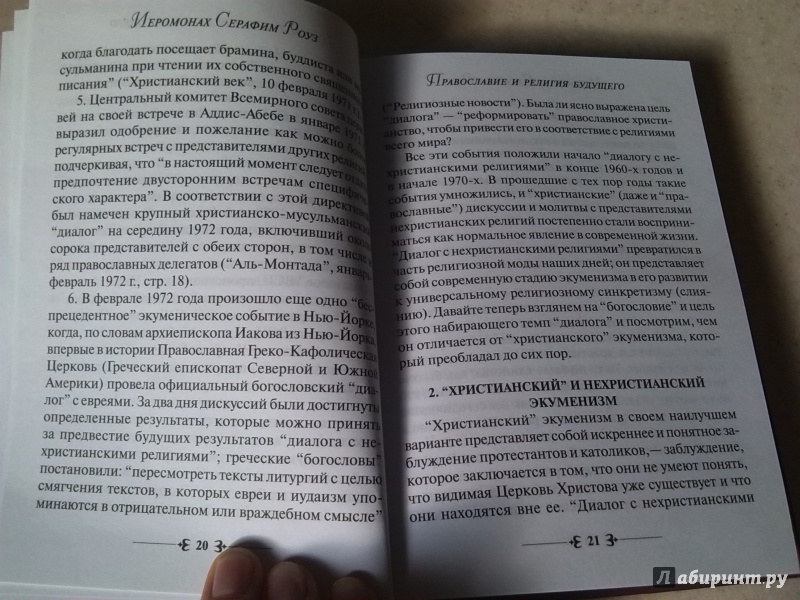 Иеромонах Серафим Роуз
когда благодать посещает брамина, буддиста или му-
сульманина при чтении их собственного священного
писания” (“Христианский век”, 10 февраля 1971 г.).
5. Центральный комитет Всемирного совета
вей на своей встрече в Аддис-Абебе в январе 1971
выразил одобрение и пожелание как можно более
регулярных встреч с представителями других религий,
подчеркивая, что “в настоящий момент следует отдать
предпочтение двусторонним встречам специфиче-
ского характера”. В соответствии с этой директивой
был намечен крупный христианско-мусульманский
“диалог” на середину 1972 года, включивший около
сорока представителей с обеих сторон, в том числе и
ряд православных делегатов (“Аль-Монтада”, январь-
февраль 1972 г., стр. 18).
6. В феврале 1972 года произошло еще одно “бес-
прецедентное” экуменическое событие в Нью-Йорке,
когда, по словам архиепископа Иакова из Нью-Йорка,
впервые в истории Православная Греко-Кафолическая
Церковь (Греческий епископат Северной и Южной
Америки) провела официальный богословский “диа-
лог” с евреями. За два дня дискуссий были достигнуты
определенные результаты, которые можно принять
за предвестие будущих результатов “диалога с не-
христианскими религиями”; греческие “богословы”
постановили: “пересмотреть тексты литургий с целью
смягчения текстов, в которых евреи и иудаизм упо-
минаются в отрицательном или враждебном смысле”
20
Православие и религия будущего
(“Религиозные новости”). Была ли ясно выражена цель
“диалога” — “реформировать” православное христи-
анство, чтобы привести его в соответствие с религиями
всего мира?
Все эти события положили начало “диалогу с не-
христианскими религиями” в конце 1960-х годов и
в начале 1970-х. В прошедшие с тех пор годы такие
события умножились, и “христианские” (даже и “пра-
вославные”) дискуссии и молитвы с представителями
нехристианских религий постепенно стали восприни-
маться как нормальное явление в современной жизни.
“Диалог с нехристианскими религиями” превратился в
часть религиозной моды наших дней; он представляет
собой современную стадию экуменизма в его развитии
к универсальному религиозному синкретизму (слия-
нию). Давайте теперь взглянем на “богословие” и цель
этого набирающего темп “диалога” и посмотрим, чем
он отличается от “христианского” экуменизма, кото-
рый преобладал до сих пор.
2. “ХРИСТИАНСКИЙ” И НЕХРИСТИАНСКИЙ
ЭКУМЕНИЗМ
“Христианский” экуменизм в своем наилучшем
варианте представляет собой искреннее и понятное за-
блуждение протестантов и католиков,— заблуждение,
которое заключается в том, что они не умеют понять,
что видимая Церковь Христова уже существует и что
они находятся вне ее. “Диалог с нехристианскими
21
Лабиринт.ру